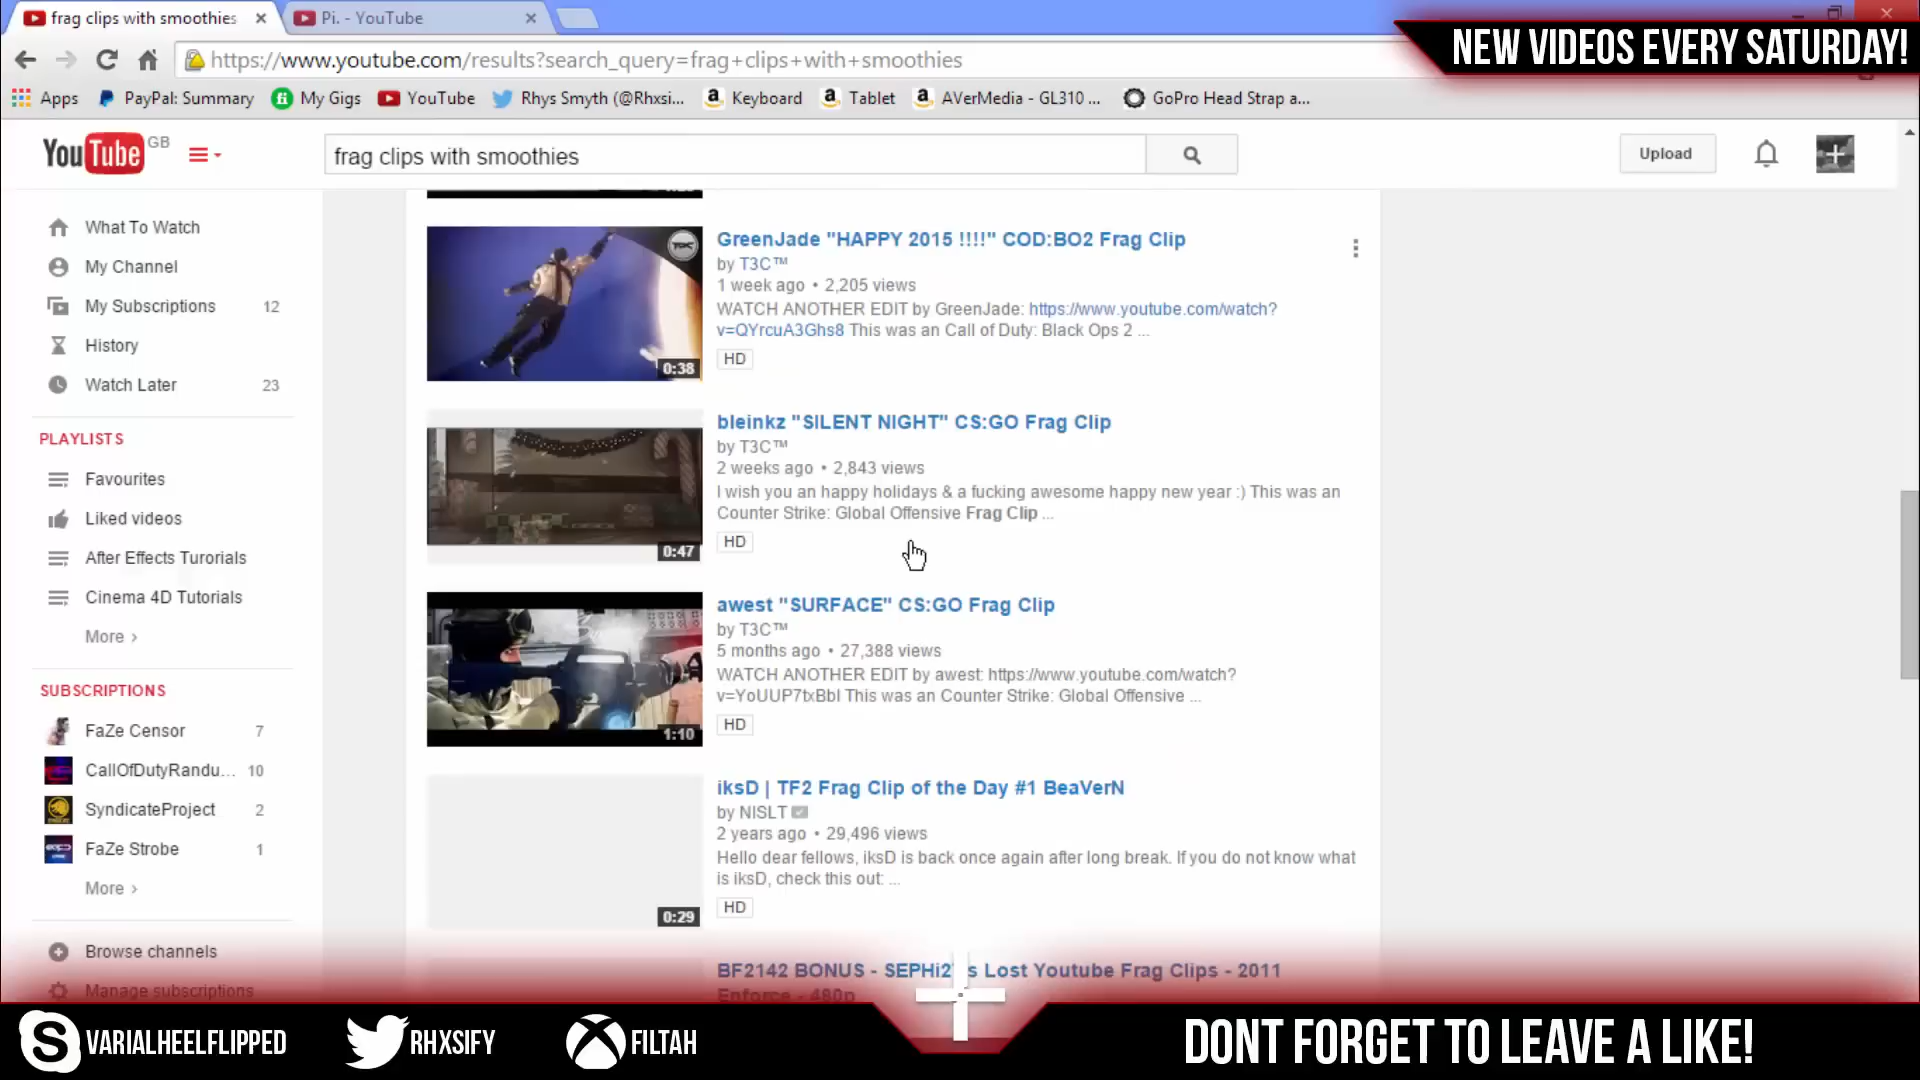 frag clips with smoothies
Pi. - YouTube
NEW VIDEOS EVERY SATURDAY!
https://www.youtube.com/results?search_query=frag+clips+with+smoothies
Apps
PayPal: Summary
My Gigs
YouTube
Rhys Smyth (@Rhxsi...
Keyboard
Tablet
AVerMedia - GL310 ...
GoPro Head Strap a...
YouTube GB
frag clips with smoothies
Upload
What To Watch
My Channel
My Subscriptions 12
History
Watch Later 23
PLAYLISTS
Favourites
Liked videos
After Effects Turorials
Cinema 4D Tutorials
More ›
SUBSCRIPTIONS
FaZe Censor 7
CallOfDutyRandu... 10
SyndicateProject 2
FaZe Strobe 1
More ›
Browse channels
Manage subscriptions
GreenJade "HAPPY 2015 !!!!" COD:BO2 Frag Clip
by T3C™
1 week ago • 2,205 views
WATCH ANOTHER EDIT by GreenJade: https://www.youtube.com/watch?
v=QYrcuA3Ghs8 This was an Call of Duty: Black Ops 2 ...
HD
0:38
bleinkz "SILENT NIGHT" CS:GO Frag Clip
by T3C™
2 weeks ago • 2,843 views
I wish you an happy holidays & a fucking awesome happy new year :) This was an
Counter Strike: Global Offensive Frag Clip ...
HD
0:47
awest "SURFACE" CS:GO Frag Clip
by T3C™
5 months ago • 27,388 views
WATCH ANOTHER EDIT by awest: https://www.youtube.com/watch?
v=YoUUP7txBbI This was an Counter Strike: Global Offensive ...
HD
1:10
iksD | TF2 Frag Clip of the Day #1 BeaVerN
by NISLT
2 years ago • 29,496 views
Hello dear fellows, iksD is back once again after long break. If you do not know what
is iksD, check this out: ...
HD
0:29
BF2142 BONUS - s Lost Youtube Frag Clips - 2011
Enforce - 480p
VARIALHEELFLIPPED
RHXSIFY
FILTAH
DONT FORGET TO LEAVE A LIKE!